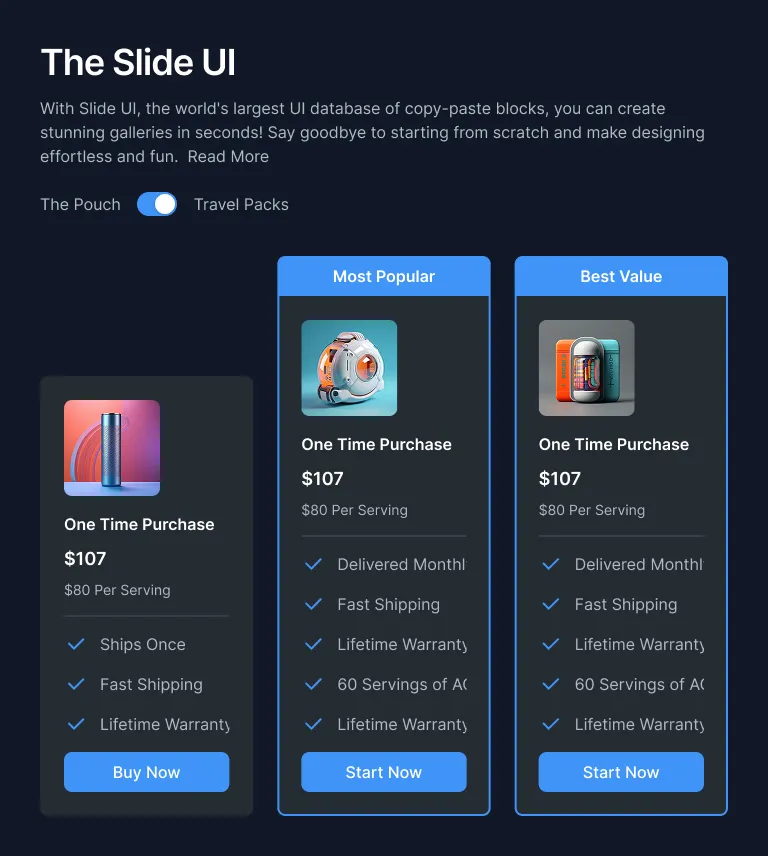 The Slide UI
With Slide UI, the world's largest UI database of copy-paste blocks, you can create
stunning galleries in seconds! Say goodbye to starting from scratch and make designing
effortless and fun. Read More
The Pouch
Travel Packs
One Time Purchase
$107
$80 Per Serving
Ships Once
Fast Shipping
Lifetime Warranty
Buy Now
Most Popular
One Time Purchase
$107
$80 Per Serving
Delivered Monthl
Fast Shipping
Lifetime Warranty
60 Servings of A
Lifetime Warranty
Start Now
Best Value
One Time Purchase
$107
$80 Per Serving
Delivered Monthl
Fast Shipping
Lifetime Warranty
60 Servings of A
Lifetime Warranty
Start Now